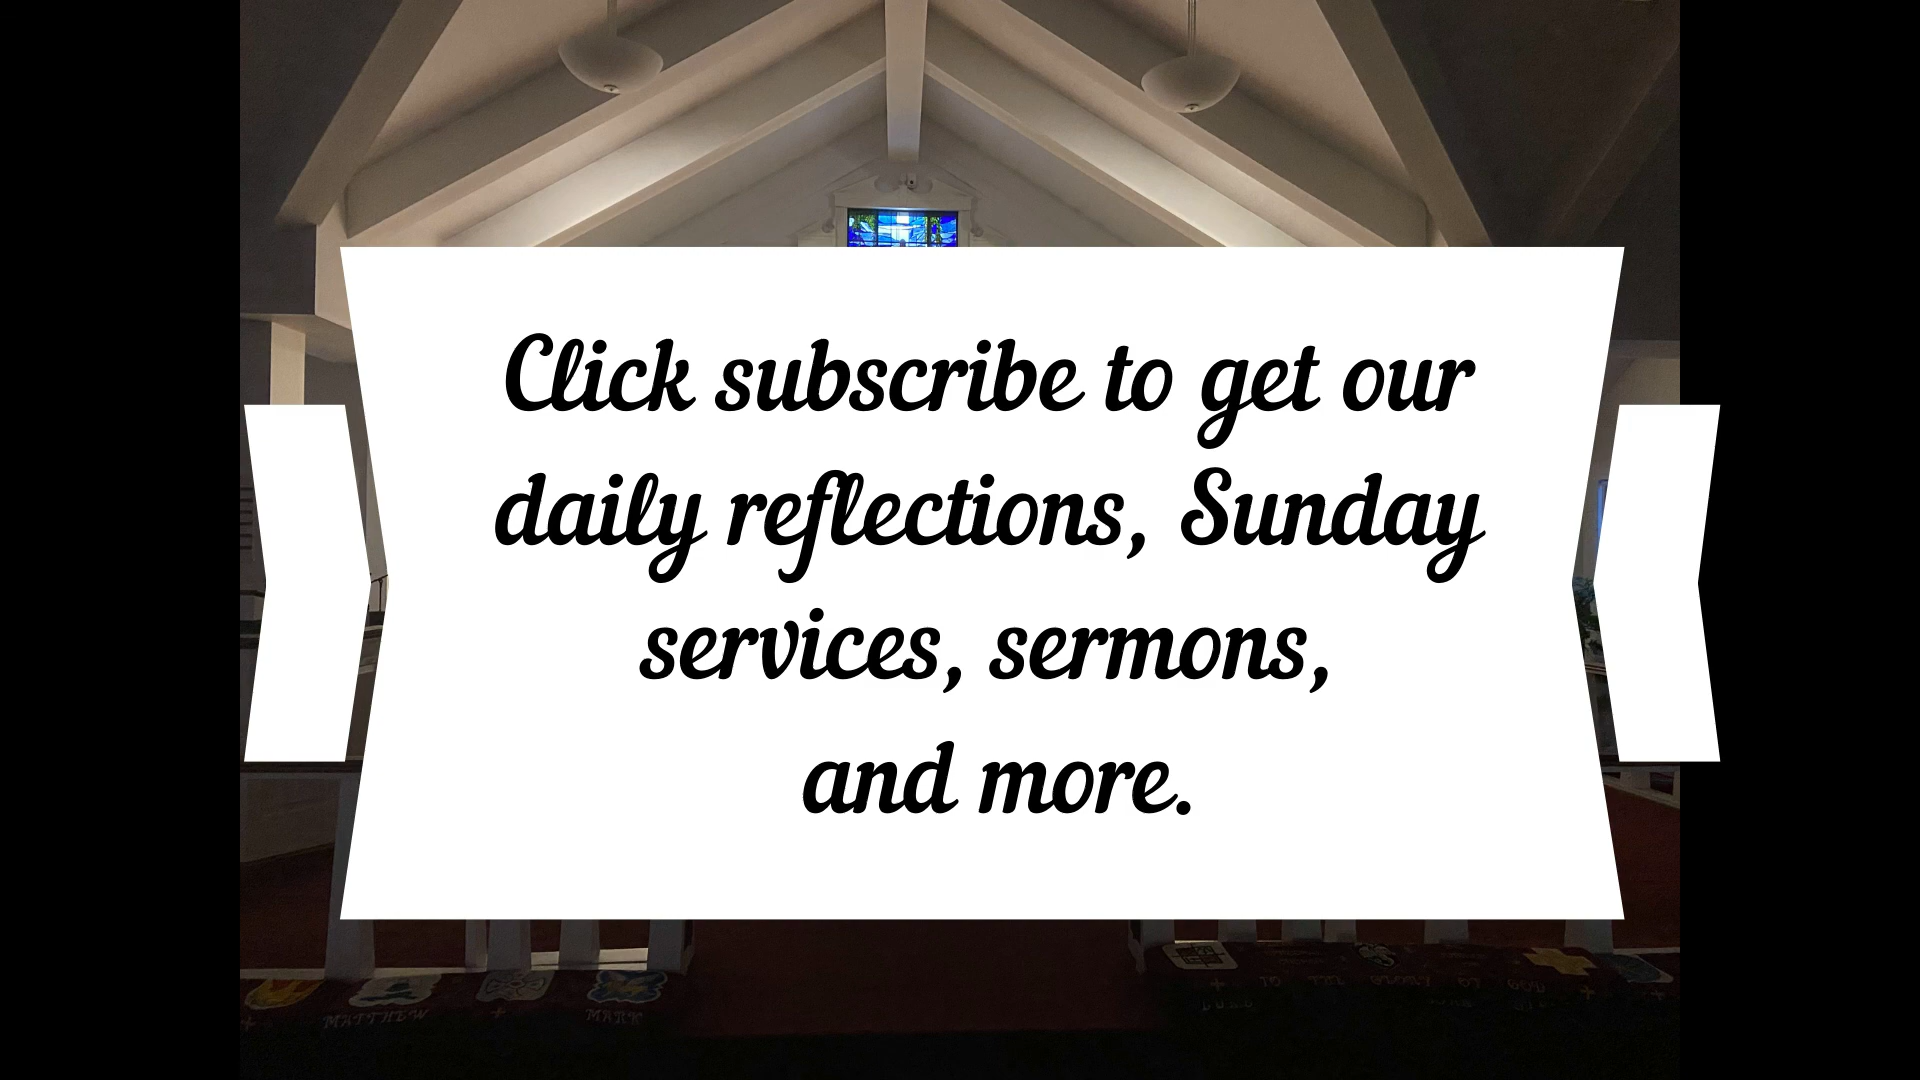 Click subscribe to get our
daily reflections, Sunday
services, sermons,
and more.
MATTHEW
MARK